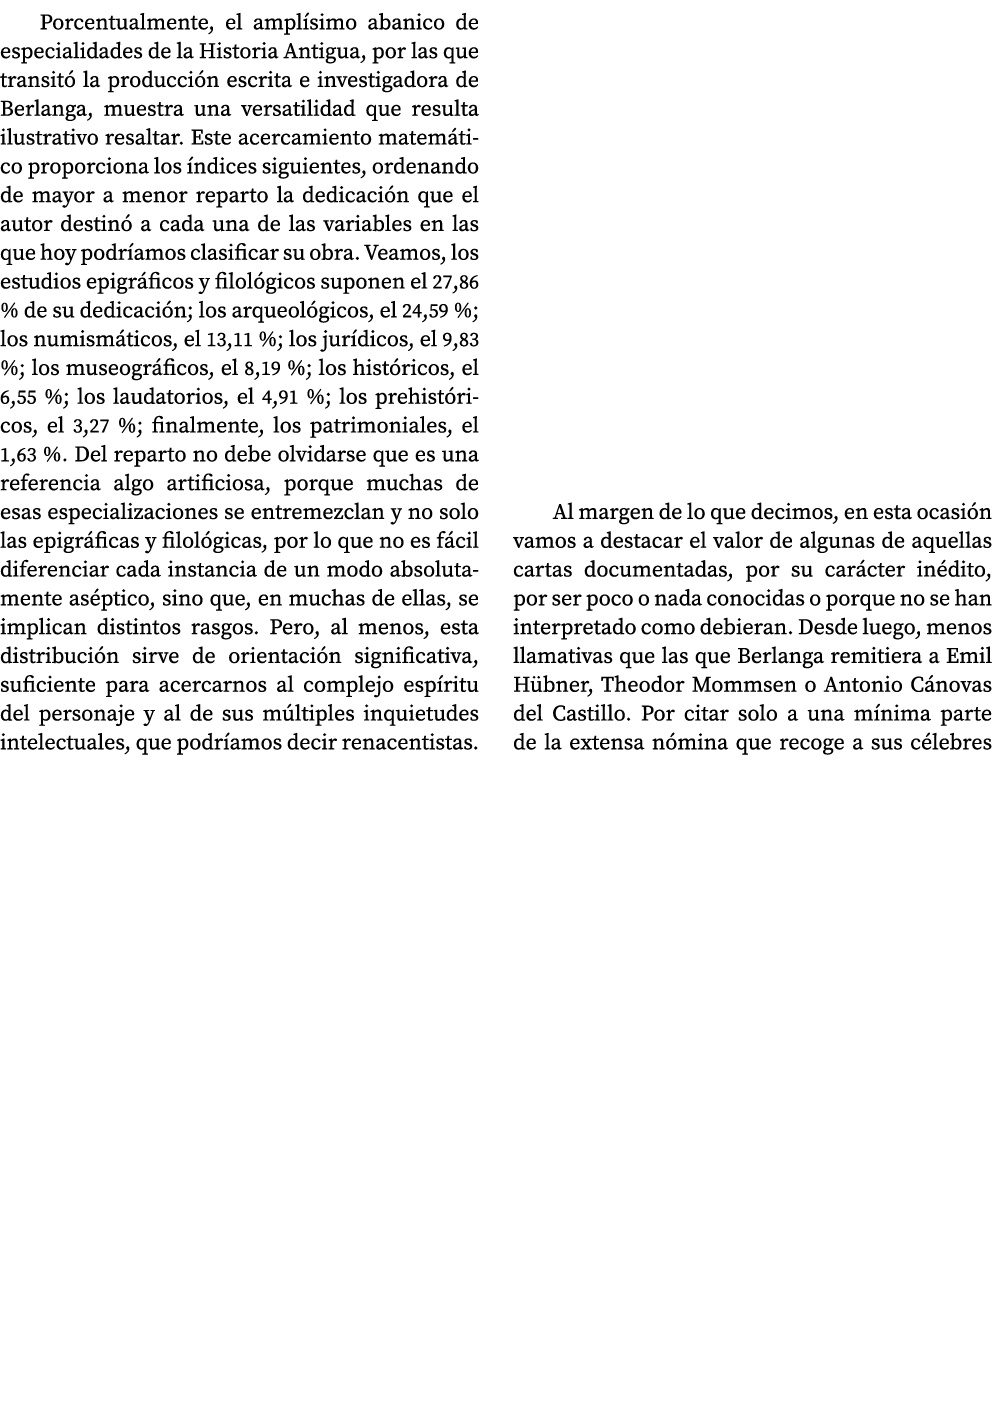 Porcentualmente, el amplísimo abanico de
especialidades de la Historia Antigua, por las que
transitó la producción escrita e investigadora de
Berlanga, muestra una versatilidad que resulta
ilustrativo resaltar. Este acercamiento matemáti-
co proporciona los índices siguientes, ordenando
de mayor a menor reparto la dedicación que el
autor destinó a cada una de las variables en las
que hoy podríamos clasificar su obra. Veamos, los
estudios epigráficos y filológicos suponen el 27,86
% de su dedicación; los arqueológicos, el 24,59 %;
los numismáticos, el 13,11 %; los jurídicos, el 9,83
%; los museográficos, el 8,19 %; los históricos, el
6,55 %; los laudatorios, el 4,91 %; los prehistóri-
cos, el 3,27 %; finalmente, los patrimoniales, el
1,63 %. Del reparto no debe olvidarse que es una
referencia algo artificiosa, porque muchas de
esas especializaciones se entremezclan y no solo
las epigráficas y filológicas, por lo que no es fácil
diferenciar cada instancia de un modo absoluta-
mente aséptico, sino que, en muchas de ellas, se
implican distintos rasgos. Pero, al menos, esta
distribución sirve de orientación significativa,
suficiente para acercarnos al complejo espíritu
del personaje y al de sus múltiples inquietudes
intelectuales, que podríamos decir renacentistas.
Al margen de lo que decimos, en esta ocasión
vamos a destacar el valor de algunas de aquellas
cartas documentadas, por su carácter inédito,
por ser poco o nada conocidas o porque no se han
interpretado como debieran. Desde luego, menos
llamativas que las que Berlanga remitiera a Emil
Hübner, Theodor Mommsen o Antonio Cánovas
del Castillo. Por citar solo a una mínima parte
de la extensa nómina que recoge a sus célebres